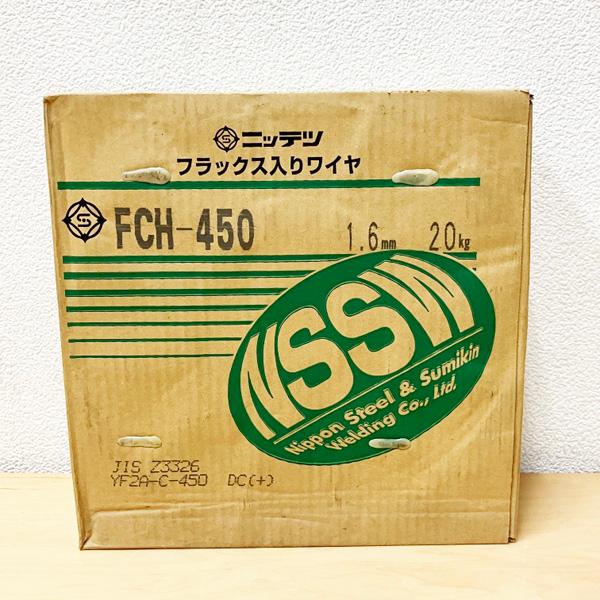 ニッテツ
フラックス入りワイヤ
FCH-450 1.6mm 20kg
NSSW
Nippon Steel & Sumikin
Welding Co., Ltd.
JIS Z3326
YF2A-C-450 DC(+)